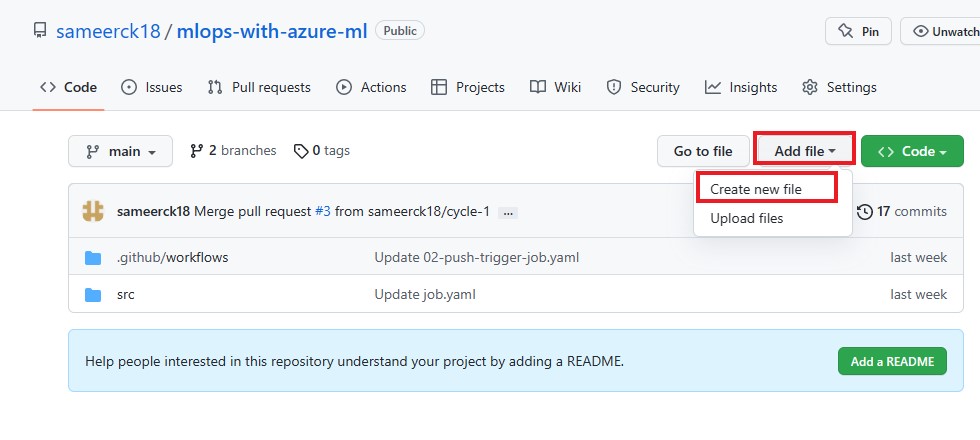 sameerck18 / mlops-with-azure-ml Public Pin Unwatch
Code Issues Pull requests Actions Projects Wiki Security Insights Settings
main 2 branches 0 tags Go to file Add file Code
Create new file
Upload files
sameerck18 Merge pull request #3 from sameerck18/cycle-1 ... 17 commits
.github/workflows Update 02-push-trigger-job.yaml last week
src Update job.yaml last week
Help people interested in this repository understand your project by adding a README. Add a README